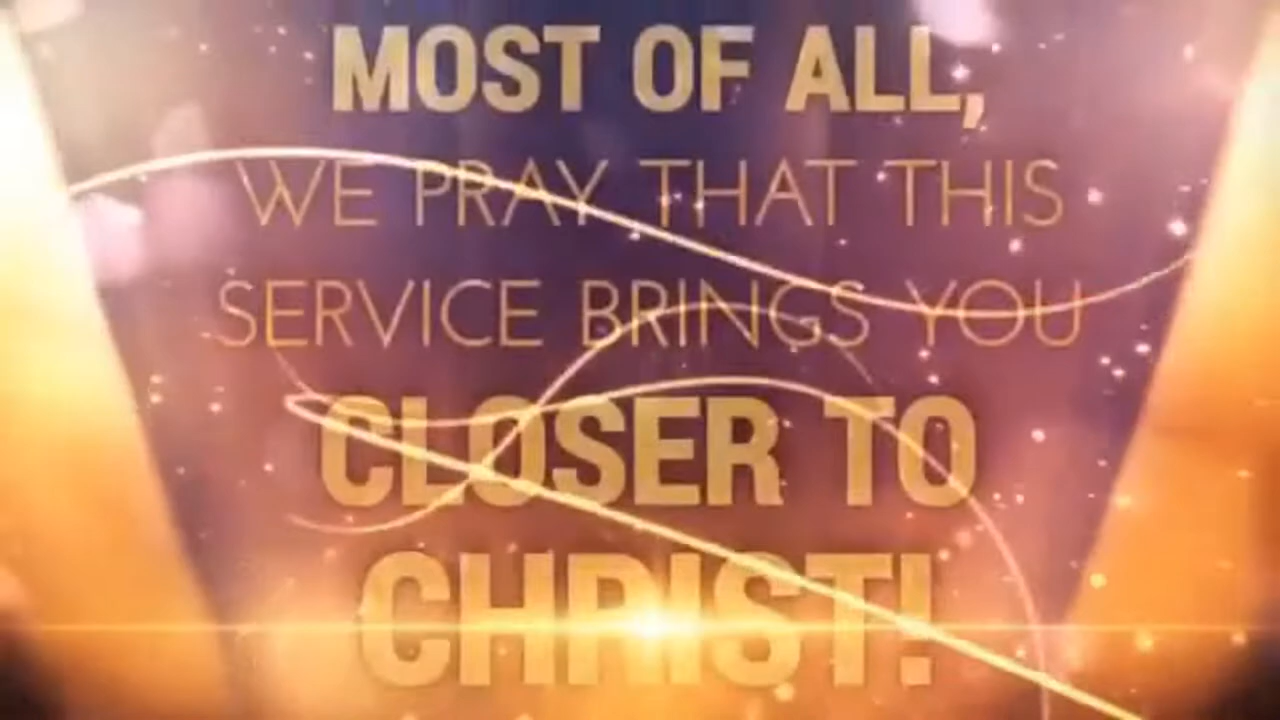 MOST OF ALL,
WE PRAY THAT THIS
SERVICE BRINGS YOU
CLOSER TO
CHRIST!